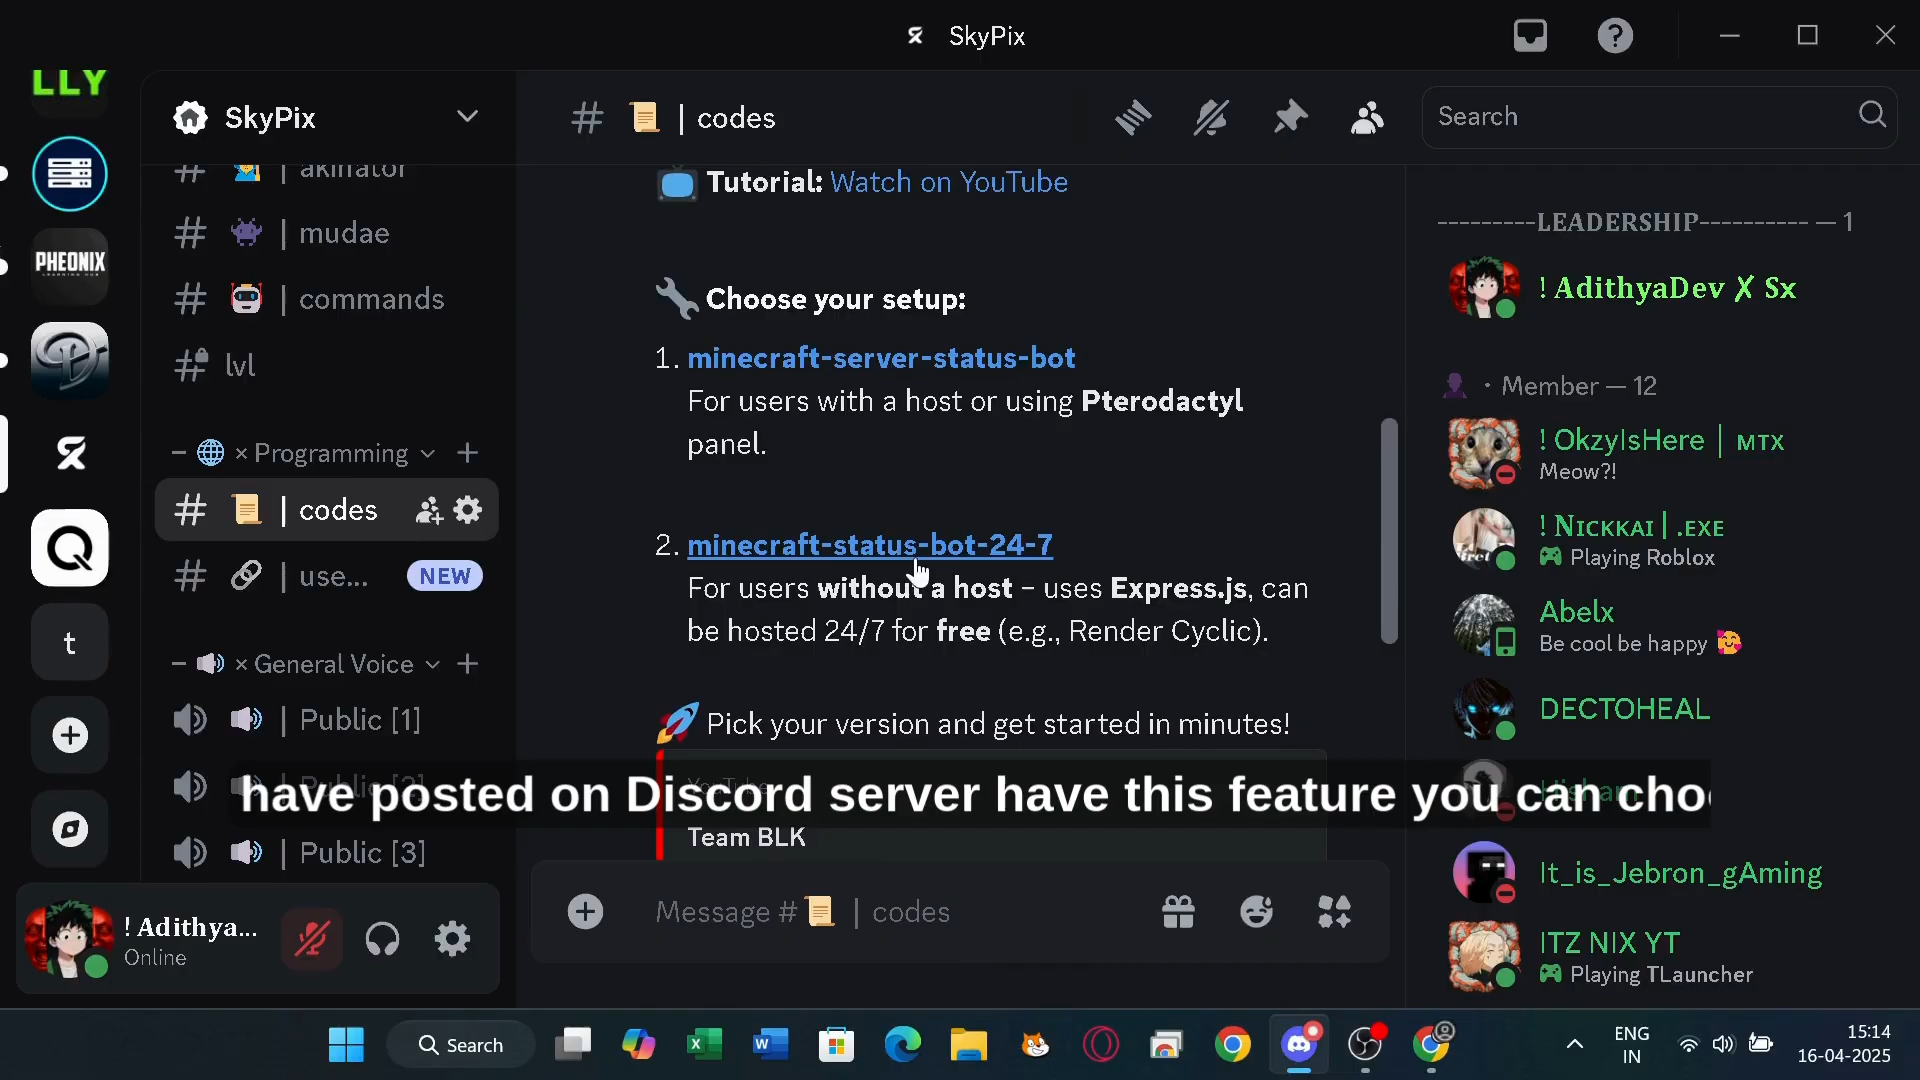 SkyPix
LLY
SkyPix
| codes
Search
| akinator
Tutorial: Watch on YouTube
| mudae
---------LEADERSHIP---------- — 1
PHEONIX
Choose your setup:
! AdithyaDev X Sx
| commands
lvl
1. minecraft-server-status-bot
For users with a host or using Pterodactyl
panel.
• Member — 12
! OkzyIsHere | MTX
Meow?!
× Programming
| codes
! NICKKAI | .EXE
Playing Roblox
2. minecraft-status-bot-24-7
For users without a host – uses Express.js, can
be hosted 24/7 for free (e.g., Render Cyclic).
| use...
NEW
Abelx
Be cool be happy
t
× General Voice
| Public [1]
Pick your version and get started in minutes!
DECTOHEAL
YouTube
have posted on Discord server have this feature you can choo
Team BLK
| Public [3]
It_is_Jebron_gAming
! Adithya...
Online
Message # | codes
ITZ NIX YT
Playing TLauncher
Search
ENG
IN
15:14
16-04-2025